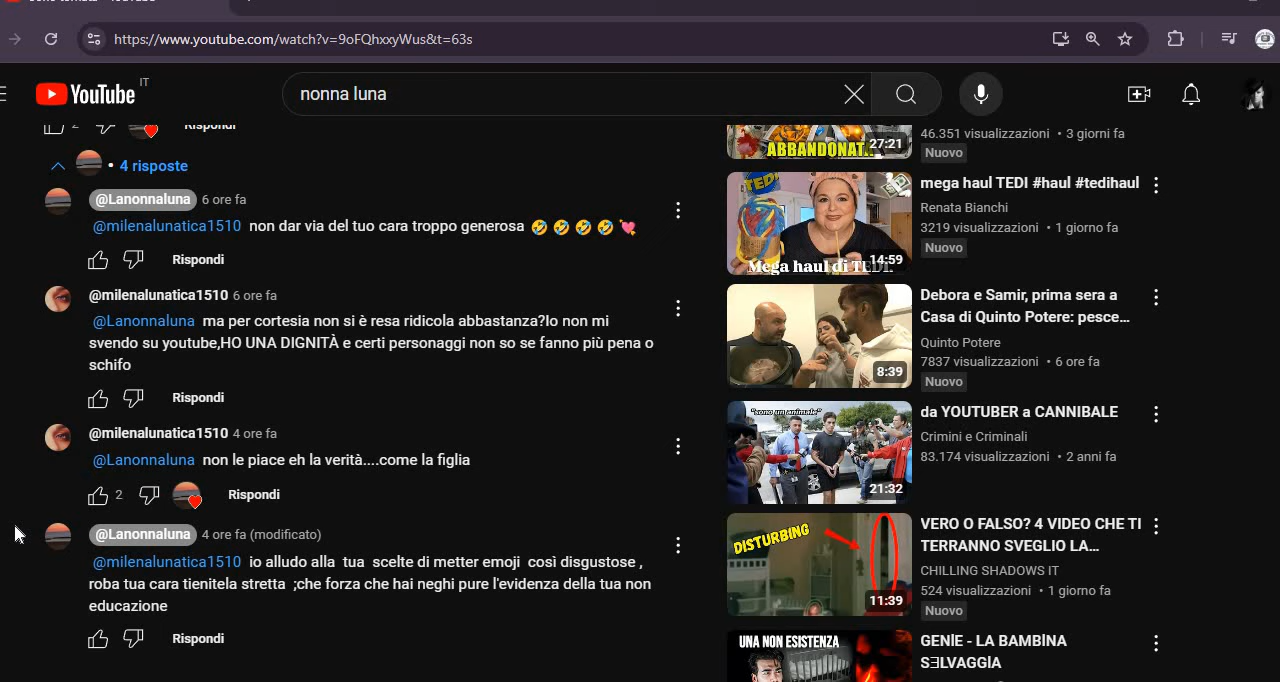 https://www.youtube.com/watch?v=9oFQhxxyWus&t=63s
YouTube IT
nonna luna
2 Rispondi
4 risposte
@Lanonnaluna 6 ore fa
@milenalunatica1510 non dar via del tuo cara troppo generosa 🤣 🤣 🤣 🤣 💘
Rispondi
@milenalunatica1510 6 ore fa
@Lanonnaluna ma per cortesia non si è resa ridicola abbastanza?Io non mi
svendo su youtube,HO UNA DIGNITÀ e certi personaggi non so se fanno più pena o
schifo
Rispondi
@milenalunatica1510 4 ore fa
@Lanonnaluna non le piace eh la verità....come la figlia
2 Rispondi
@Lanonnaluna 4 ore fa (modificato)
@milenalunatica1510 io alludo alla tua scelte di metter emoji così disgustose ,
roba tua cara tienitela stretta ;che forza che hai neghi pure l'evidenza della tua non
educazione
Rispondi
ABBANDONAT
27:21
46.351 visualizzazioni • 3 giorni fa
Nuovo
TEDI
Mega haul di TEDI.
14:59
mega haul TEDI #haul #tedihaul
Renata Bianchi
3219 visualizzazioni • 1 giorno fa
Nuovo
8:39
Debora e Samir, prima sera a
Casa di Quinto Potere: pesce...
Quinto Potere
7837 visualizzazioni • 6 ore fa
Nuovo
"sono un animale"
21:32
da YOUTUBER a CANNIBALE
Crimini e Criminali
83.174 visualizzazioni • 2 anni fa
DISTURBING
11:39
VERO O FALSO? 4 VIDEO CHE TI
TERRANNO SVEGLIO LA...
CHILLING SHADOWS IT
524 visualizzazioni • 1 giorno fa
Nuovo
UNA NON ESISTENZA
GENİE - LA BAMBİNA
SƎLVAGGİA